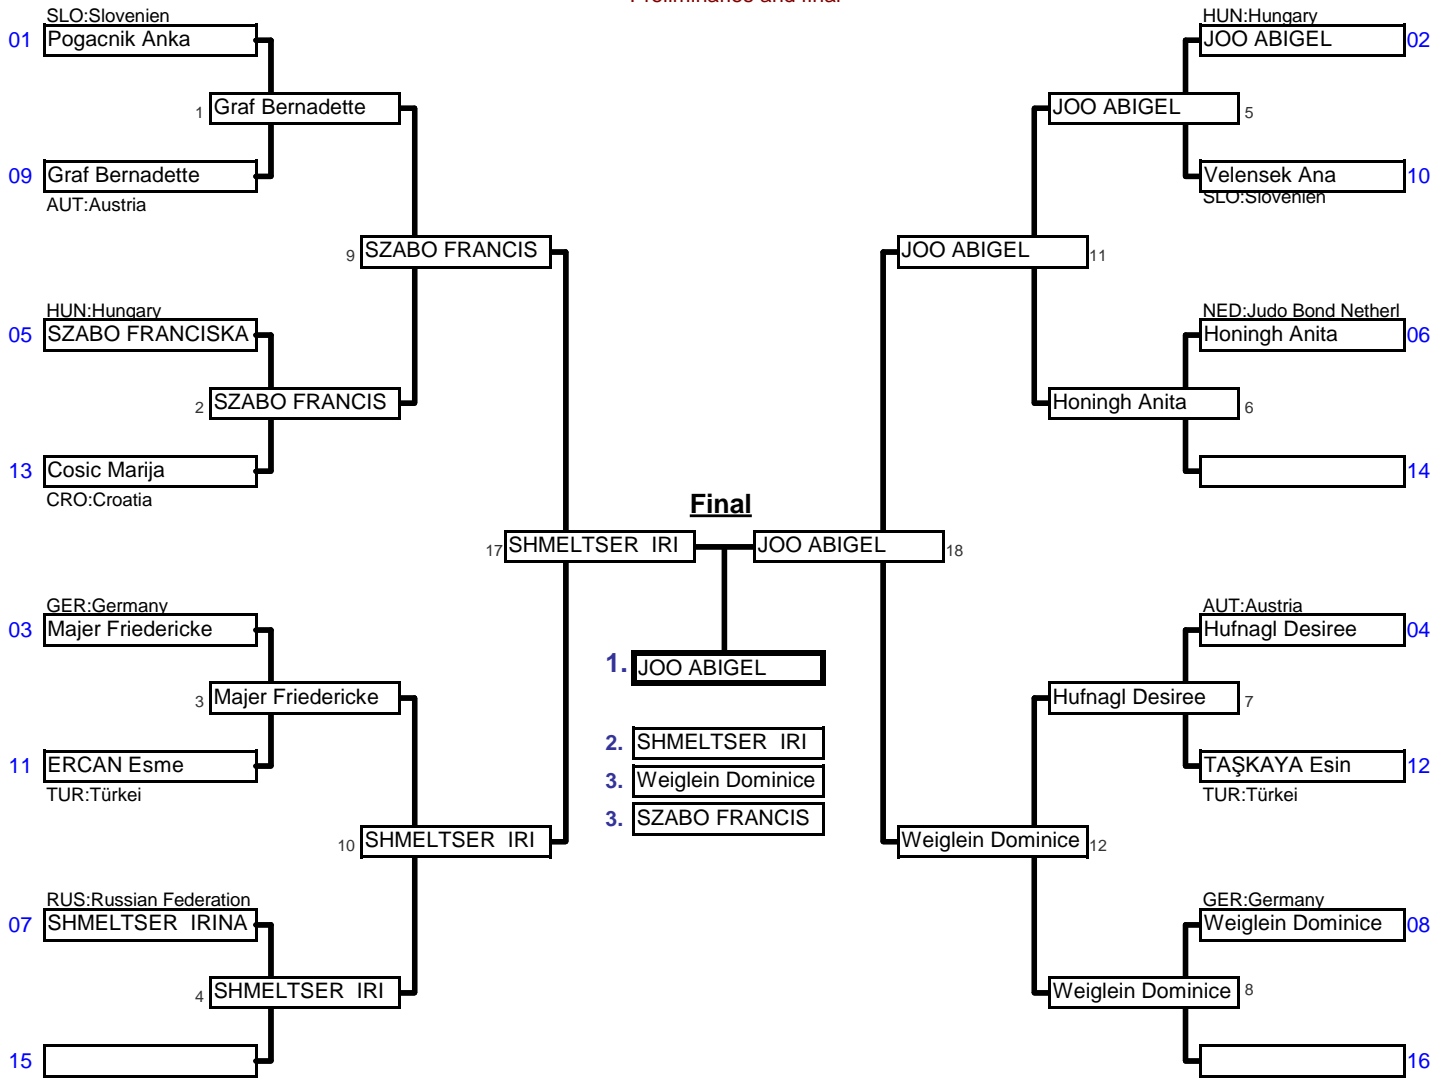 Preliminaries and final
SLO:Slovenien
01 Pogacnik Anka
1 Graf Bernadette
09 Graf Bernadette
AUT:Austria
9 SZABO FRANCIS
HUN:Hungary
05 SZABO FRANCISKA
2 SZABO FRANCIS
13 Cosic Marija
CRO:Croatia
17 SHMELTSER IRI
GER:Germany
03 Majer Friedericke
3 Majer Friedericke
11 ERCAN Esme
TUR:Türkei
10 SHMELTSER IRI
RUS:Russian Federation
07 SHMELTSER IRINA
4 SHMELTSER IRI
15
Final
1. JOO ABIGEL
2. SHMELTSER IRI
3. Weiglein Dominice
3. SZABO FRANCIS
HUN:Hungary
JOO ABIGEL 02
JOO ABIGEL 5
Velensek Ana 10
SLO:Slovenien
JOO ABIGEL 11
NED:Judo Bond Netherl
Honingh Anita 06
Honingh Anita 6
14
JOO ABIGEL 18
AUT:Austria
Hufnagl Desiree 04
Hufnagl Desiree 7
TAŞKAYA Esin 12
TUR:Türkei
Weiglein Dominice 12
GER:Germany
Weiglein Dominice 08
Weiglein Dominice 8
16